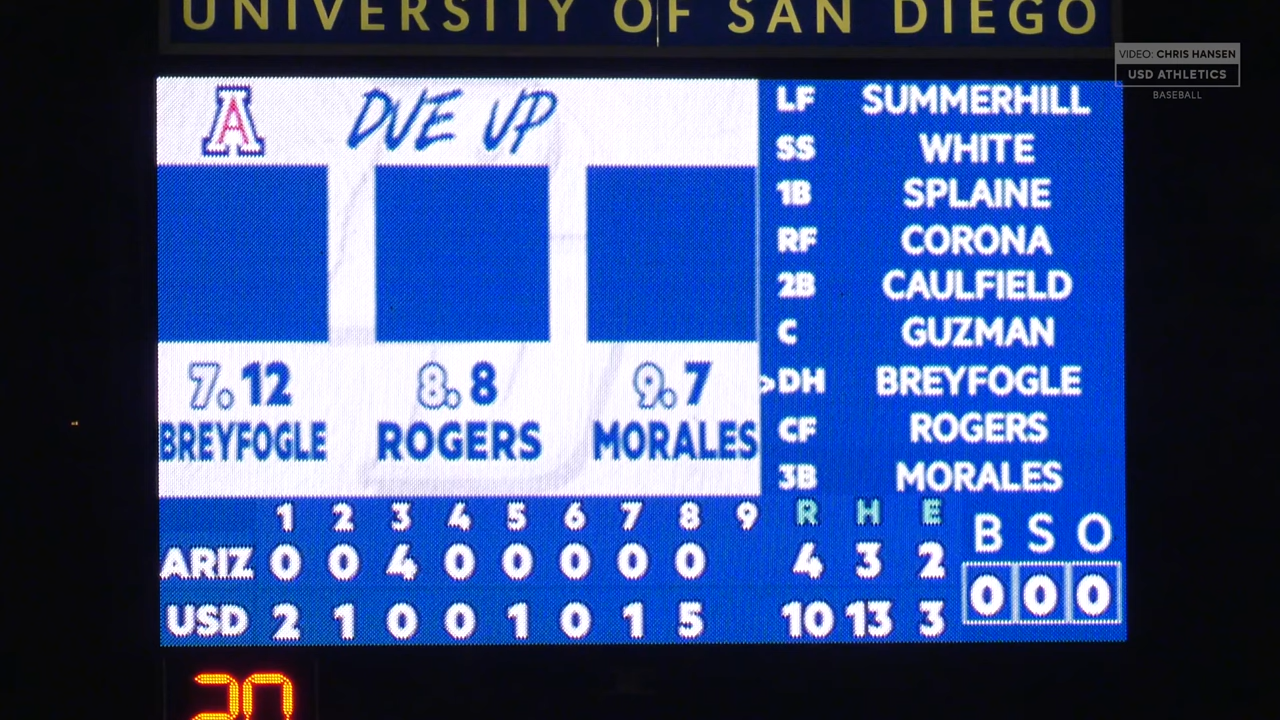 UNIVERSITY OF SAN DIEGO
VIDEO: CHRIS HANSEN
USD ATHLETICS
BASEBALL
A DUE UP
7. 12
BREYFOGLE
8. 8
ROGERS
9. 7
MORALES
LF SUMMERHILL
SS WHITE
1B SPLAINE
RF CORONA
2B CAULFIELD
C GUZMAN
>DH BREYFOGLE
CF ROGERS
3B MORALES
1 2 3 4 5 6 7 8 9 R H E
ARIZ 0 0 4 0 0 0 0 0 4 3 2
USD 2 1 0 0 1 0 1 5 10 13 3
B S O
0 0 0
20